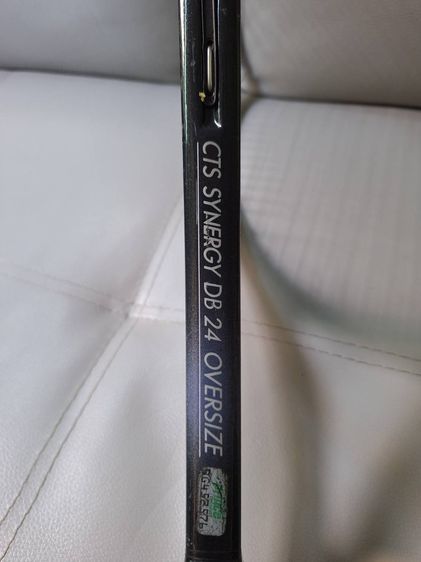 CTS SYNERGY DB 24 OVERSIZE